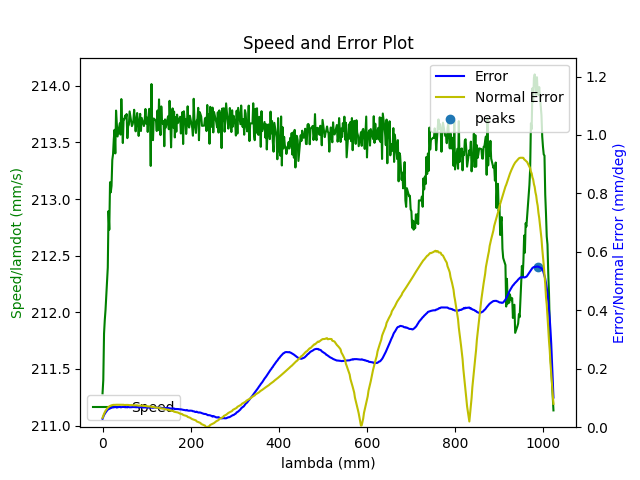 Speed and Error Plot
Error
Normal Error
peaks
Speed
Speed/lamdot (mm/s)
214.0
213.5
213.0
212.5
212.0
211.5
211.0
Error/Normal Error (mm/deg)
1.2
1.0
0.8
0.6
0.4
0.2
0.0
0 200 400 600 800 1000
lambda (mm)